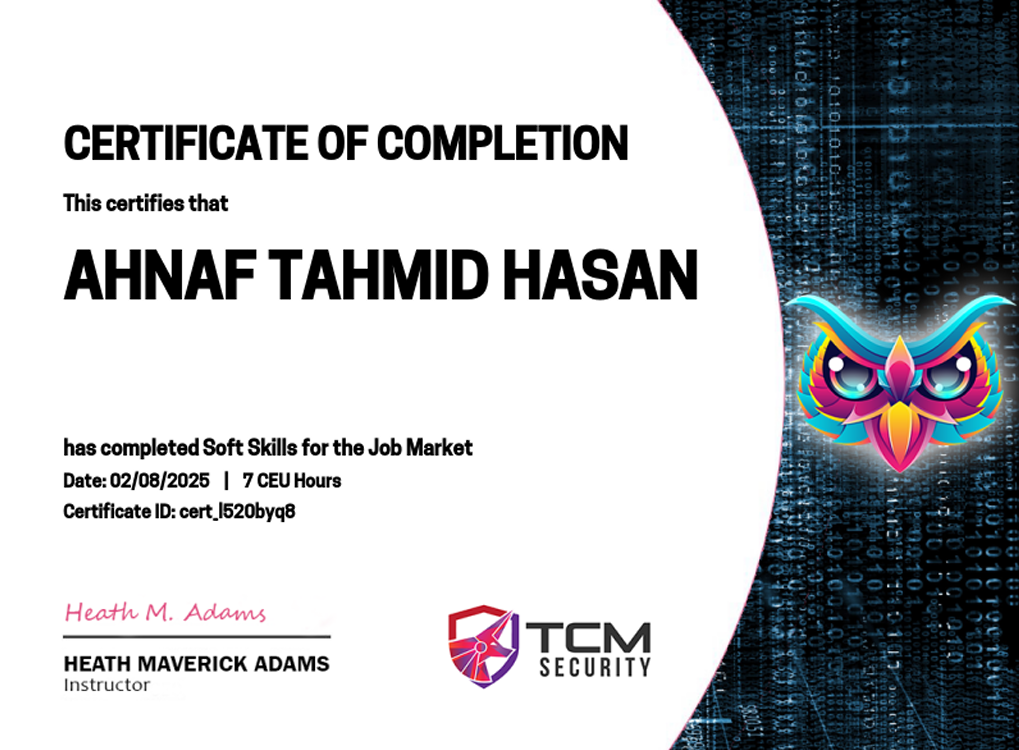 CERTIFICATE OF COMPLETION
This certifies that
AHNAF TAHMID HASAN
has completed Soft Skills for the Job Market
Date: 02/08/2025 | 7 CEU Hours
Certificate ID: cert_l520byq8
Heath M. Adams
HEATH MAVERICK ADAMS
Instructor
TCM
SECURITY